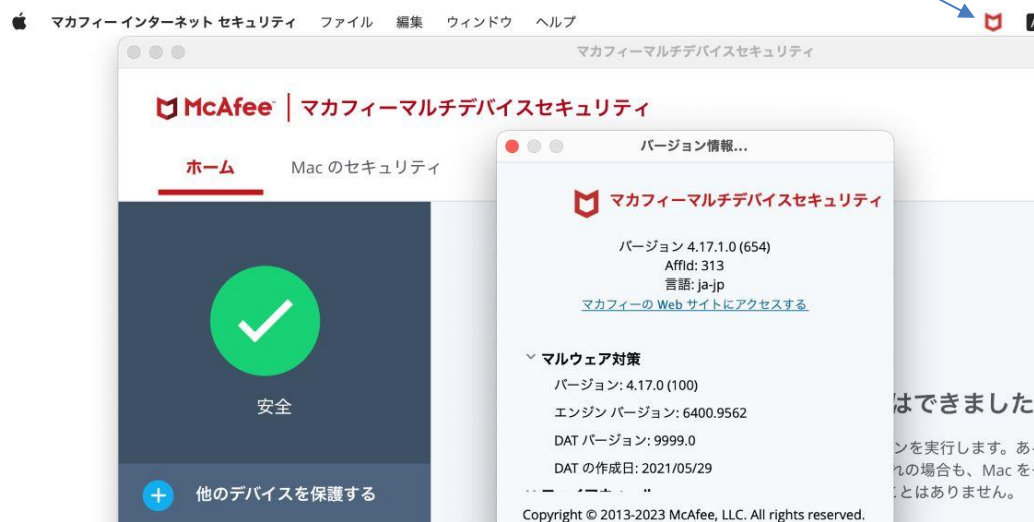 マカフィー インターネット セキュリティ ファイル 編集 ウィンドウ ヘルプ
マカフィーマルチデバイスセキュリティ
McAfee マカフィーマルチデバイスセキュリティ
ホーム Mac のセキュリティ
バージョン情報...
マカフィーマルチデバイスセキュリティ
バージョン 4.17.1.0 (654)
AffId: 313
言語: ja-jp
マカフィーの Web サイトにアクセスする
マルウェア対策
バージョン: 4.17.0 (100)
エンジン バージョン: 6400.9562
DAT バージョン: 9999.0
DAT の作成日: 2021/05/29
Copyright © 2013-2023 McAfee, LLC. All rights reserved.
安全
他のデバイスを保護する
はできました
ンを実行します。あ
れの場合も、Mac を
ことはありません。